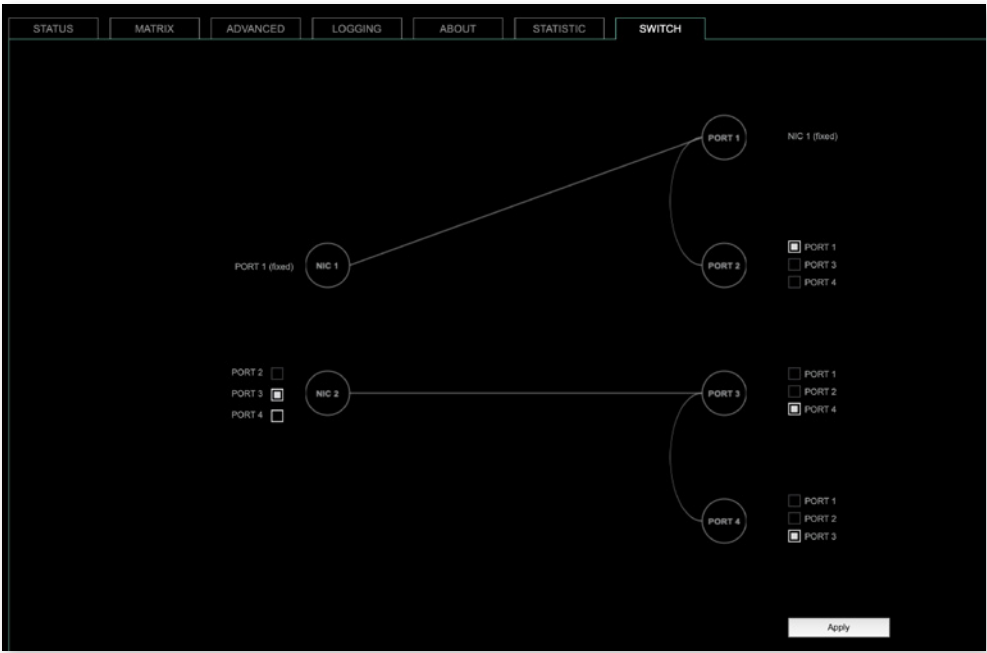 STATUS MATRIX ADVANCED LOGGING ABOUT STATISTIC SWITCH
PORT 1 NIC 1 (fixed)
PORT 1 (fixed) NIC 1
PORT 2
PORT 1
PORT 3
PORT 4
PORT 2
PORT 3
PORT 4
NIC 2
PORT 3
PORT 1
PORT 2
PORT 4
PORT 4
PORT 1
PORT 2
PORT 3
Apply